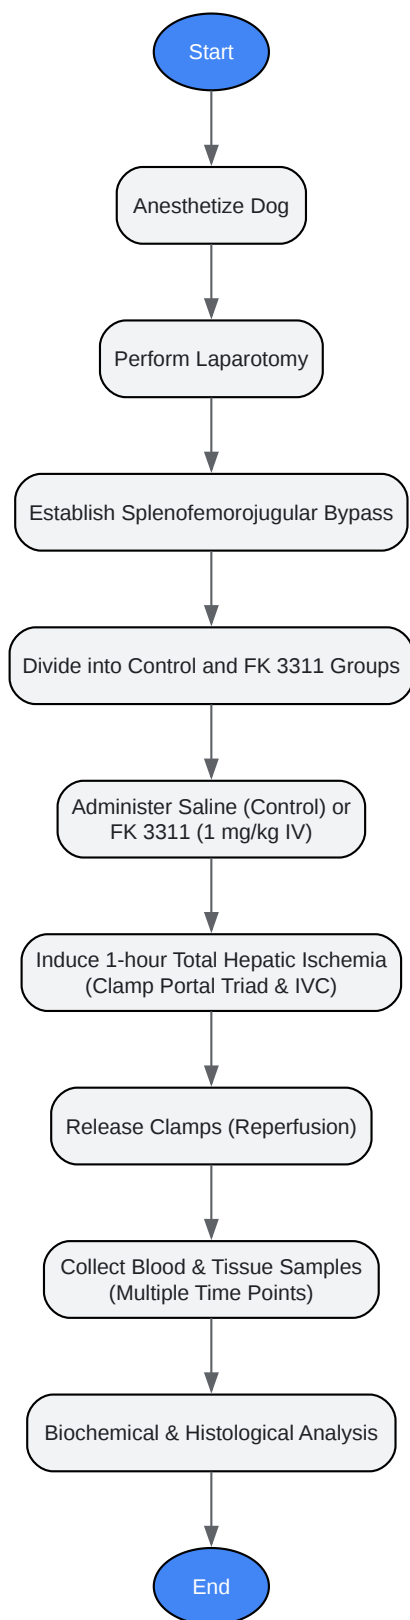 Start
Anesthetize Dog
Perform Laparotomy
Establish Splenofemorojugular Bypass
Divide into Control and FK 3311 Groups
Administer Saline (Control) or
FK 3311 (1 mg/kg IV)
Induce 1-hour Total Hepatic Ischemia
(Clamp Portal Triad & IVC)
Release Clamps (Reperfusion)
Collect Blood & Tissue Samples
(Multiple Time Points)
Biochemical & Histological Analysis
End